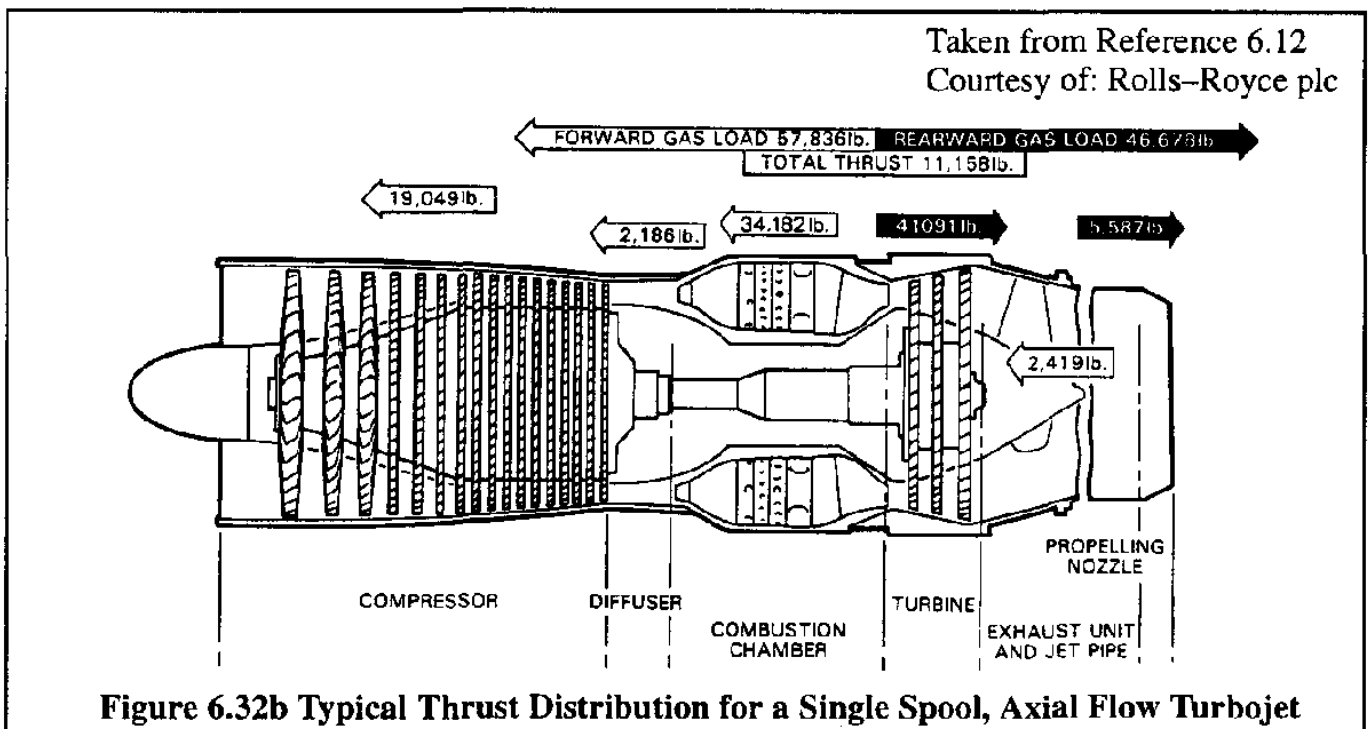 Taken from Reference 6.12
Courtesy of: Rolls–Royce plc
FORWARD GAS LOAD 57,836lb. REARWARD GAS LOAD 46,678lb
TOTAL THRUST 11,158lb.
19,049lb.
2,186lb.
34,182lb.
41091lb.
5,587lb
2,419lb.
PROPELLING
NOZZLE
COMPRESSOR
DIFFUSER
TURBINE
COMBUSTION
CHAMBER
EXHAUST UNIT
AND JET PIPE
Figure 6.32b Typical Thrust Distribution for a Single Spool, Axial Flow Turbojet